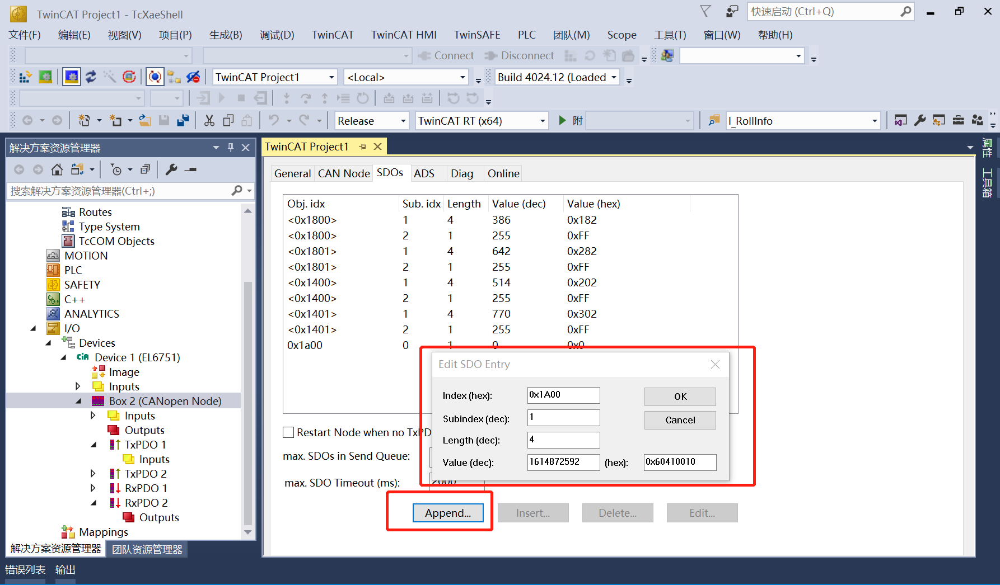 TwinCAT Project1 - TcXaeShell
快速启动 (Ctrl+Q)
文件(F) 编辑(E) 视图(V) 项目(P) 生成(B) 调试(D) TwinCAT TwinCAT HMI TwinSAFE PLC 团队(M) Scope 工具(T) 窗口(W) 帮助(H)
Connect Disconnect
TwinCAT Project1 <Local> Build 4024.12 (Loaded
Release TwinCAT RT (x64) 附 I_RollInfo
解决方案资源管理器
搜索解决方案资源管理器(Ctrl+;)
Routes
Type System
TcCOM Objects
MOTION
PLC
SAFETY
C++
ANALYTICS
I/O
Devices
Device 1 (EL6751)
Image
Inputs
Box 2 (CANopen Node)
Inputs
Outputs
TxPDO 1
Inputs
TxPDO 2
RxPDO 1
RxPDO 2
Outputs
Mappings
解决方案资源管理器 团队资源管理器
错误列表 输出
TwinCAT Project1
General CAN Node SDOs ADS Diag Online
Obj. idx Sub. idx Length Value (dec) Value (hex)
<0x1800> 1 4 386 0x182
<0x1800> 2 1 255 0xFF
<0x1801> 1 4 642 0x282
<0x1801> 2 1 255 0xFF
<0x1400> 1 4 514 0x202
<0x1400> 2 1 255 0xFF
<0x1401> 1 4 770 0x302
<0x1401> 2 1 255 0xFF
0x1a00 0 1 0 0x0
Restart Node when no TxPD
max. SDOs in Send Queue:
max. SDO Timeout (ms): 2000
Append... Insert... Delete... Edit...
Edit SDO Entry
Index (hex): 0x1A00 OK
Subindex (dec): 1 Cancel
Length (dec): 4
Value (dec): 1614872592 (hex): 0x60410010
属性
工具箱